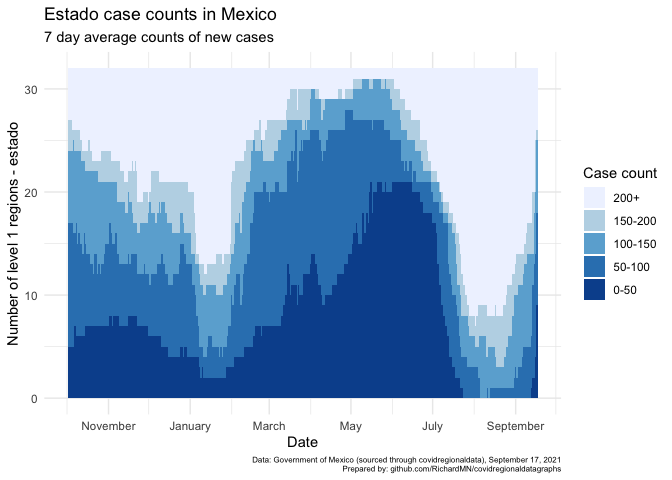 Estado case counts in Mexico
7 day average counts of new cases
Number of level 1 regions - estado
30
20
10
0
November January March May July September
Date
Case count
200+
150-200
100-150
50-100
0-50
Data: Government of Mexico (sourced through covidregionaldata), September 17, 2021
Prepared by: github.com/RichardMN/covidregionaldatagraphs